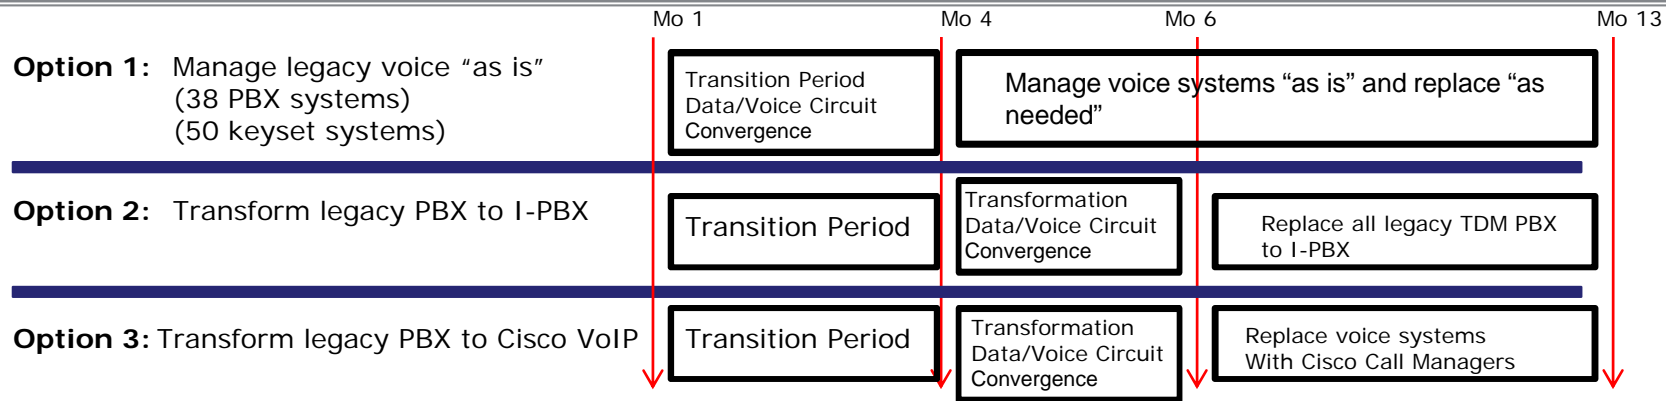 Mo 1 Mo 4 Mo 6 Mo 13
Option 1: Manage legacy voice “as is”
(38 PBX systems)
(50 keyset systems)
Transition Period
Data/Voice Circuit
Convergence
Manage voice systems “as is” and replace “as
needed”
Option 2: Transform legacy PBX to I-PBX
Transition Period
Transformation
Data/Voice Circuit
Convergence
Replace all legacy TDM PBX
to I-PBX
Option 3: Transform legacy PBX to Cisco VoIP
Transition Period
Transformation
Data/Voice Circuit
Convergence
Replace voice systems
With Cisco Call Managers